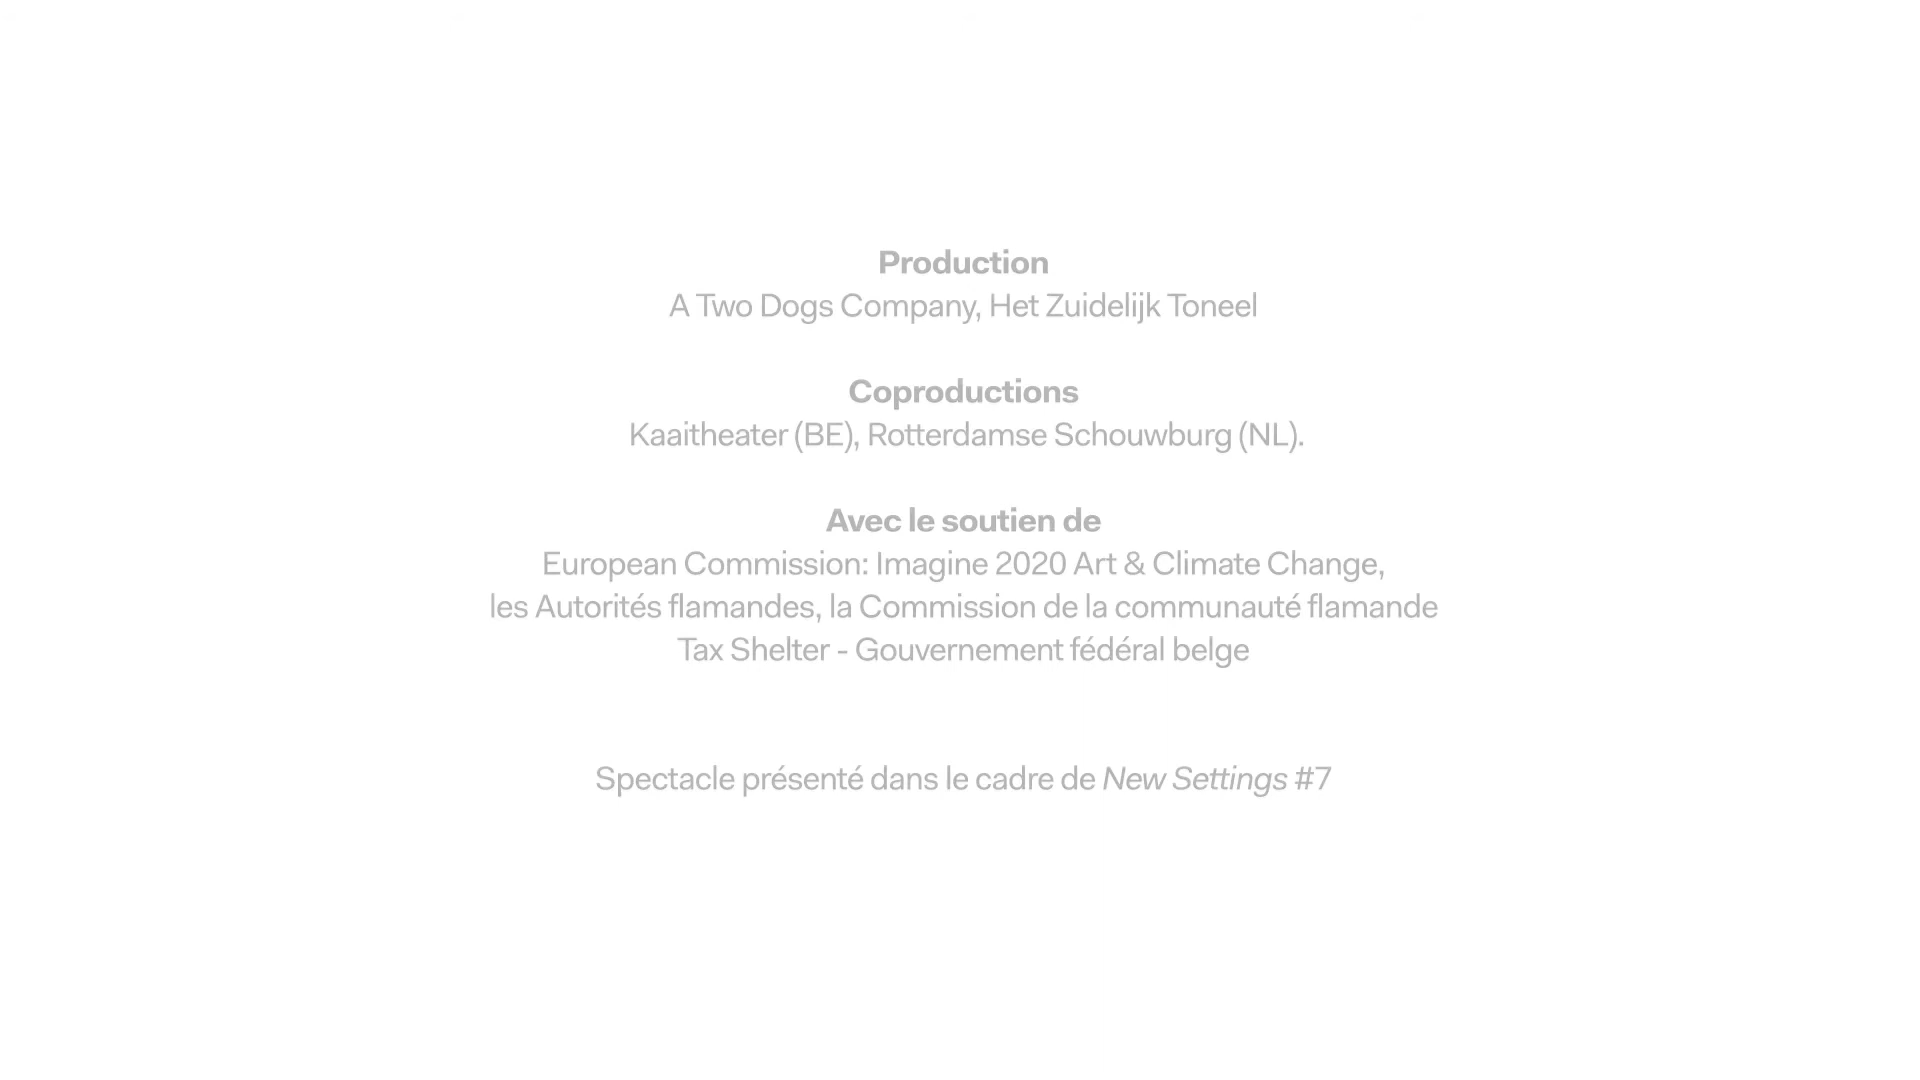 Production
A Two Dogs Company, Het Zuidelijk Toneel
Coproductions
Kaaitheater (BE), Rotterdamse Schouwburg (NL).
Avec le soutien de
European Commission: Imagine 2020 Art & Climate Change,
les Autorités flamandes, la Commission de la communauté flamande
Tax Shelter - Gouvernement fédéral belge
Spectacle présenté dans le cadre de New Settings #7